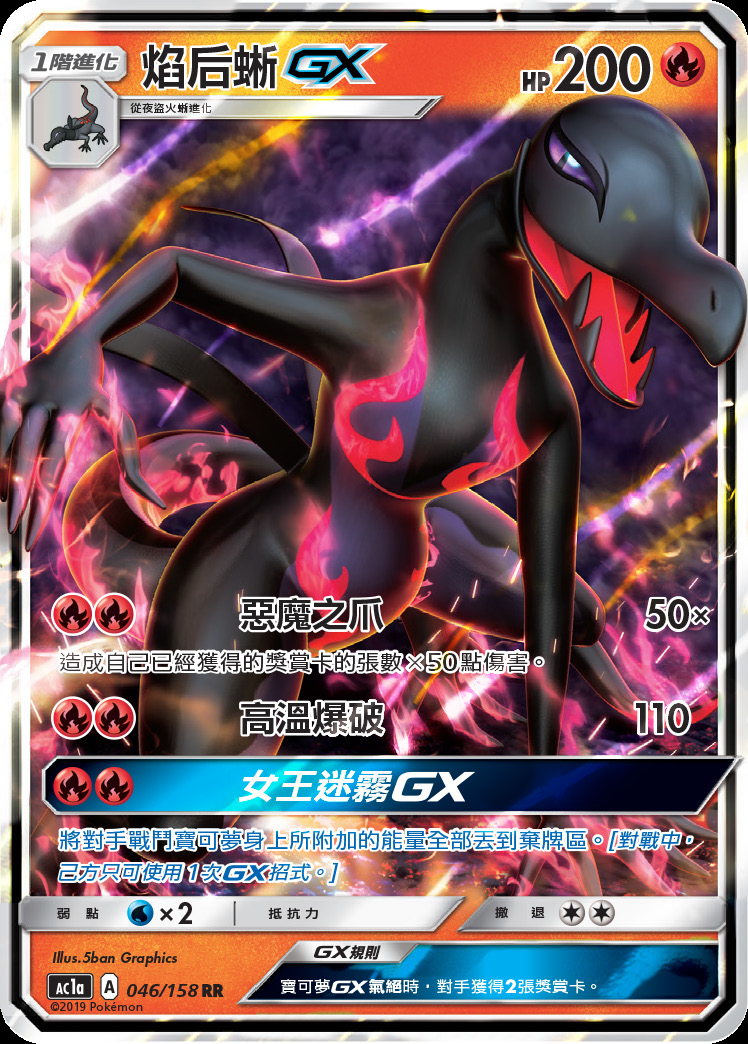 1階進化 焰后蜥GX HP200
從夜盜火蜥進化
惡魔之爪 50×
造成自己已經獲得的獎賞卡的張數×50點傷害。
高溫爆破 110
女王迷霧GX
將對手戰鬥寶可夢身上所附加的能量全部丟到棄牌區。[對戰中，
己方只可使用1次GX招式。]
弱點 ×2 抵抗力 撤退
Illus.5ban Graphics
GX規則
AC1a A 046/158 RR
寶可夢GX氣絕時，對手獲得2張獎賞卡。
©2019 Pokémon